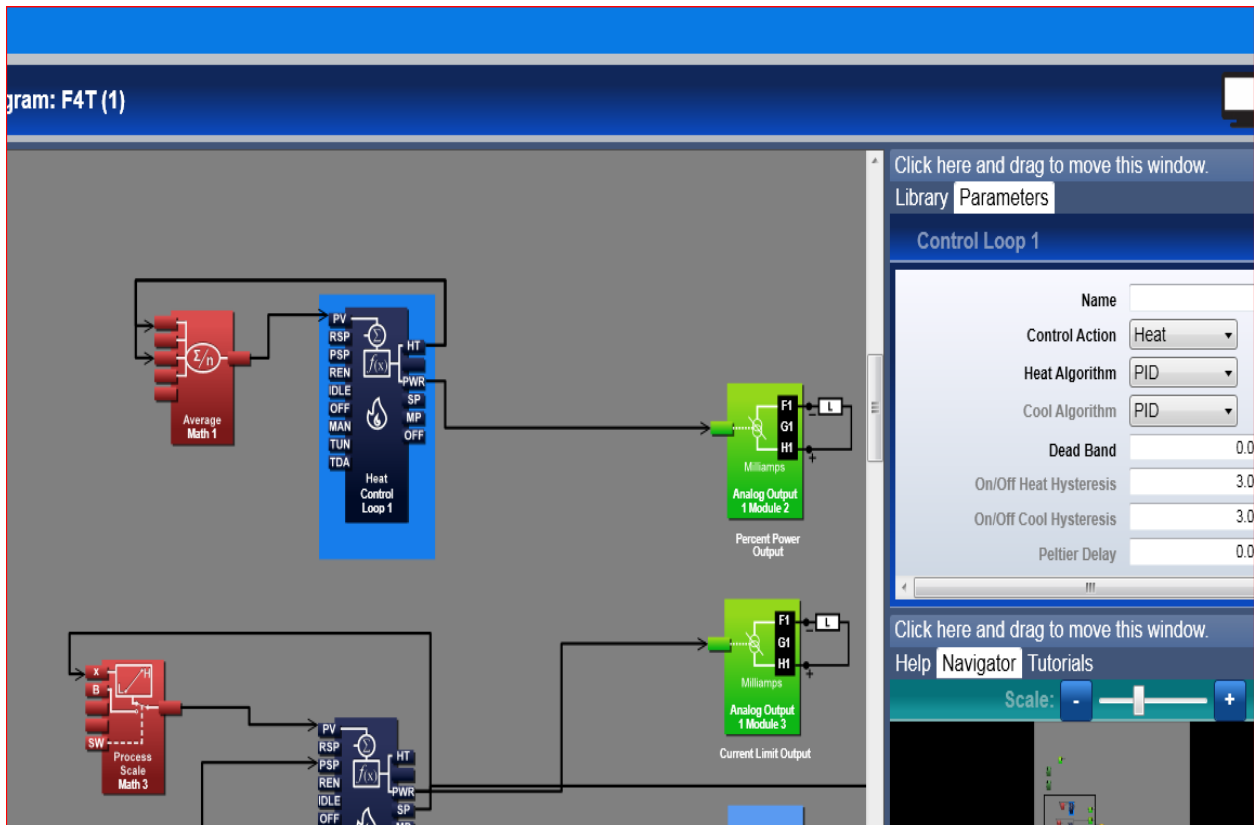 gram: F4T (1)
Click here and drag to move this window.
Library Parameters
Control Loop 1
Name
Control Action Heat
Heat Algorithm PID
Cool Algorithm PID
Dead Band 0.0
On/Off Heat Hysteresis 3.0
On/Off Cool Hysteresis 3.0
Peltier Delay 0.0
Click here and drag to move this window.
Help Navigator Tutorials
Scale: - +
Σ/n
Average
Math 1
PV
RSP
PSP
REN
IDLE
OFF
MAN
TUN
TDA
Σ
f(x)
HT
PWR
SP
MP
OFF
Heat
Control
Loop 1
F1
G1
H1
L
- 
+
Milliamps
Analog Output
1 Module 2
Percent Power
Output
F1
G1
H1
L
-
+
Milliamps
Analog Output
1 Module 3
Current Limit Output
X
B
SW
L
H
Process
Scale
Math 3
PV
RSP
PSP
REN
IDLE
OFF
Σ
f(x)
HT
PWR
SP
MP